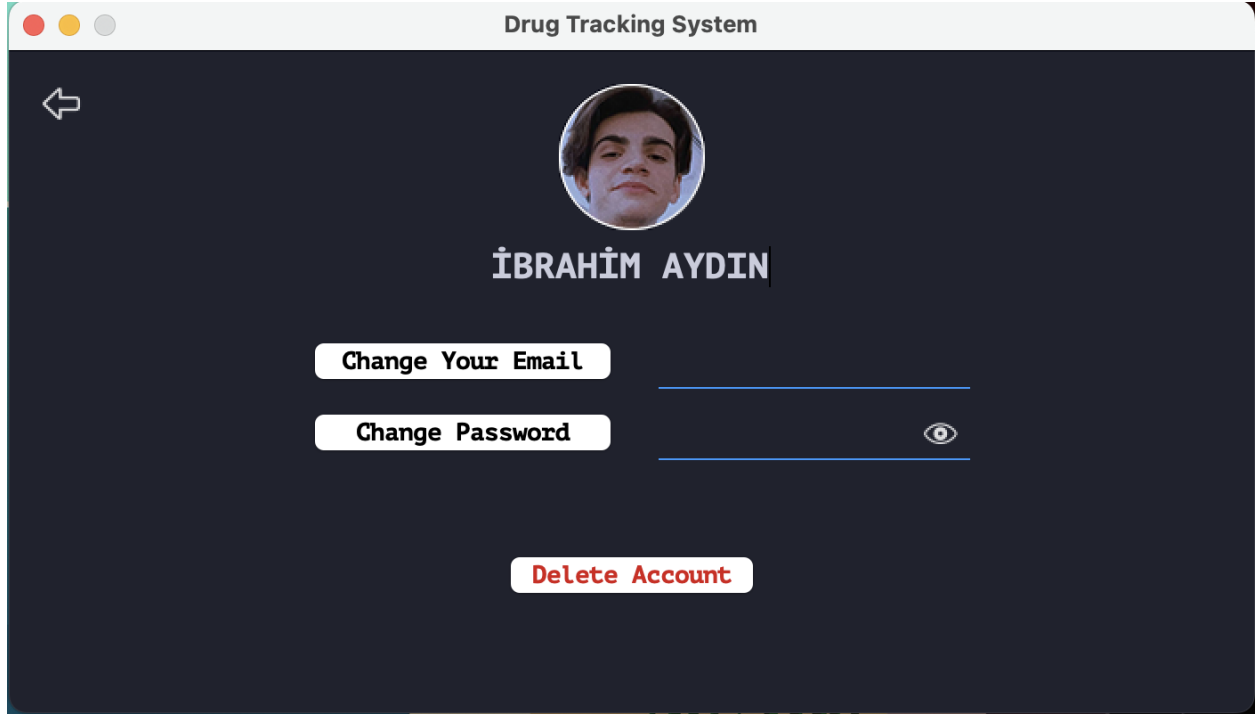 Drug Tracking System
İBRAHİM AYDIN
Change Your Email
Change Password
Delete Account